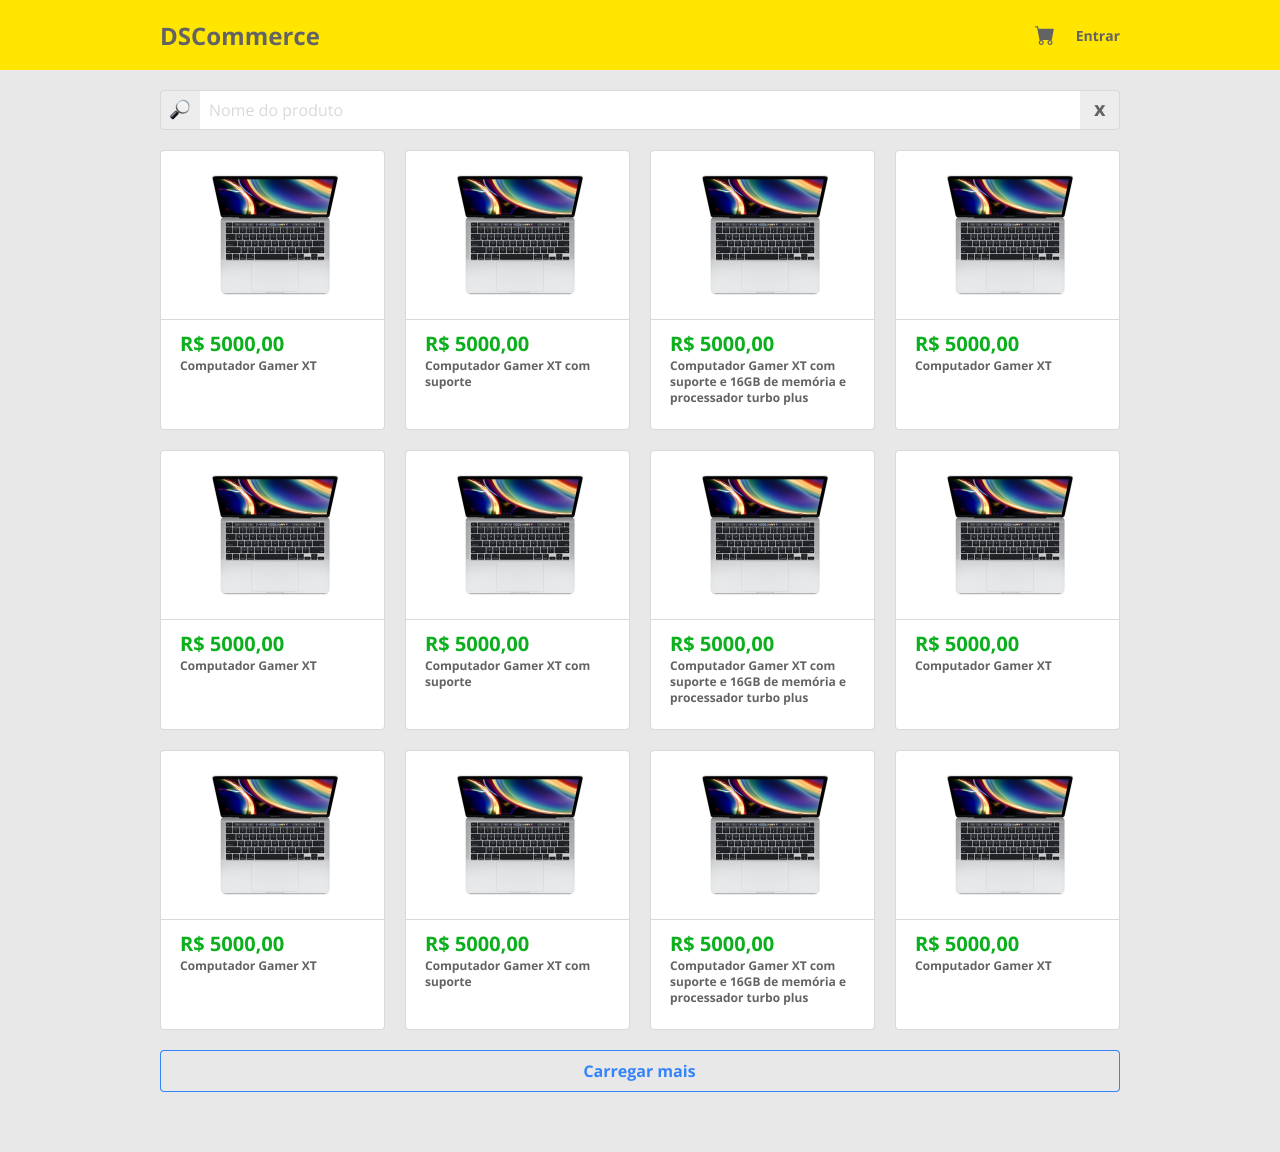 DSCommerce
Entrar
Nome do produto
X
R$ 5000,00
Computador Gamer XT
R$ 5000,00
Computador Gamer XT com
suporte
R$ 5000,00
Computador Gamer XT com
suporte e 16GB de memória e
processador turbo plus
R$ 5000,00
Computador Gamer XT
R$ 5000,00
Computador Gamer XT
R$ 5000,00
Computador Gamer XT com
suporte
R$ 5000,00
Computador Gamer XT com
suporte e 16GB de memória e
processador turbo plus
R$ 5000,00
Computador Gamer XT
R$ 5000,00
Computador Gamer XT
R$ 5000,00
Computador Gamer XT com
suporte
R$ 5000,00
Computador Gamer XT com
suporte e 16GB de memória e
processador turbo plus
R$ 5000,00
Computador Gamer XT
Carregar mais